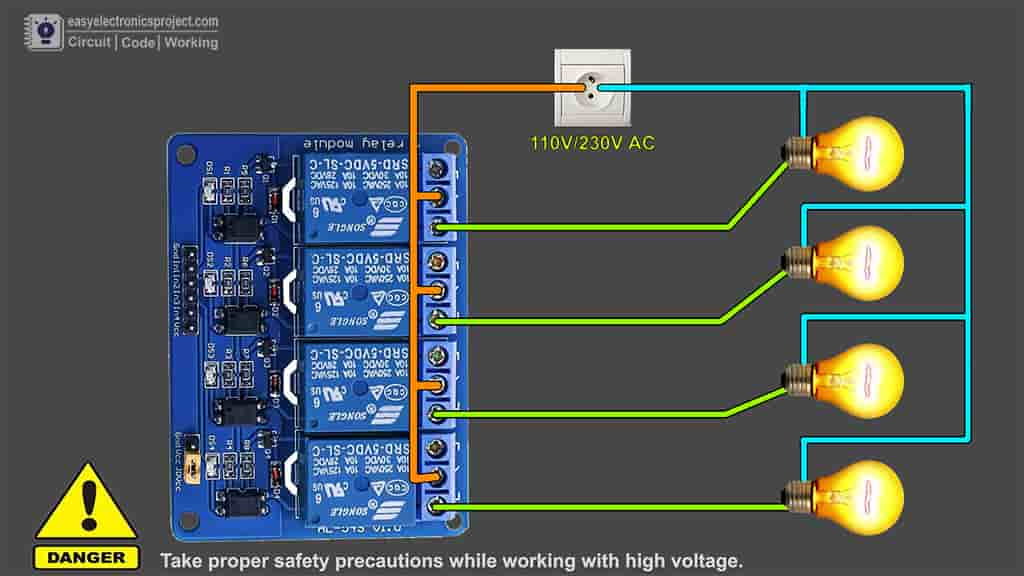 easyelectronicsproject.com
Circuit | Code | Working
110V/230V AC
relay module
SRD-5VDC-SL-C
10A 250VAC 10A 125VAC
10A 30VDC 10A 28VDC
SONGLE
SRD-5VDC-SL-C
10A 250VAC 10A 125VAC
10A 30VDC 10A 28VDC
SONGLE
SRD-5VDC-SL-C
10A 250VAC 10A 125VAC
10A 30VDC 10A 28VDC
SONGLE
SRD-5VDC-SL-C
10A 250VAC 10A 125VAC
10A 30VDC 10A 28VDC
SONGLE
DANGER
Take proper safety precautions while working with high voltage.